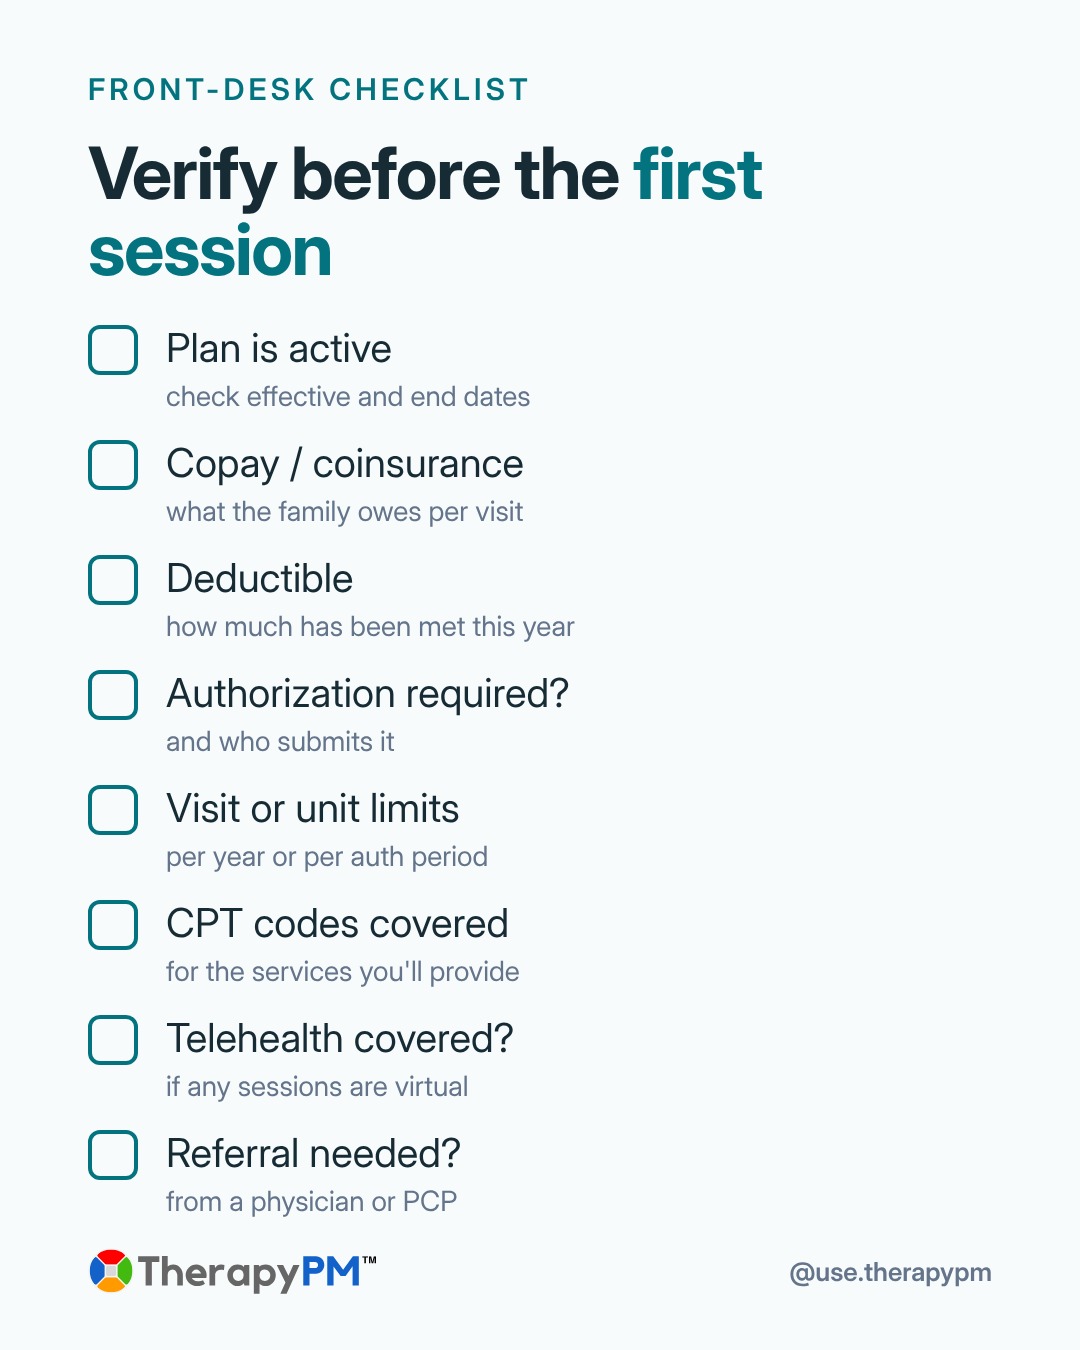 FRONT-DESK CHECKLIST
Verify before the first
session
Plan is active
check effective and end dates
Copay / coinsurance
what the family owes per visit
Deductible
how much has been met this year
Authorization required?
and who submits it
Visit or unit limits
per year or per auth period
CPT codes covered
for the services you'll provide
Telehealth covered?
if any sessions are virtual
Referral needed?
from a physician or PCP
TherapyPM™
@use.therapypm